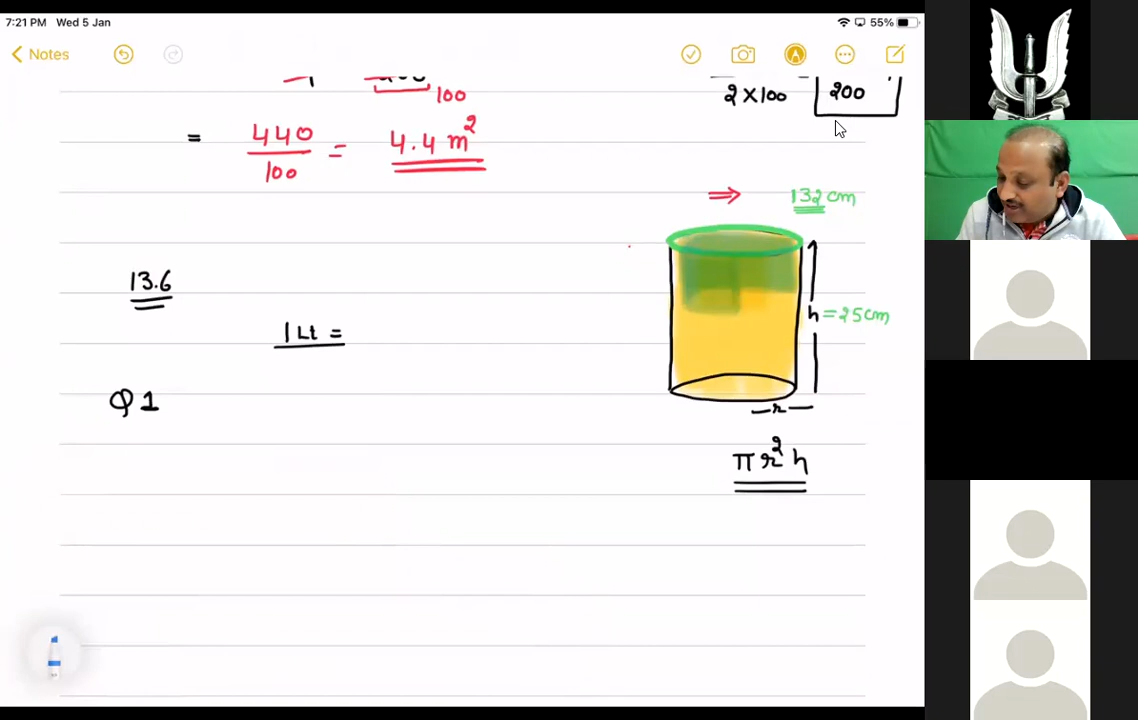 7:21 PM Wed 5 Jan
55%
Notes
100
2 × 100
200
= 440/100 = 4.4 m²
⇒ 132 cm
13.6
h = 25 cm
1 Lt =
Q 1
r
πr²h